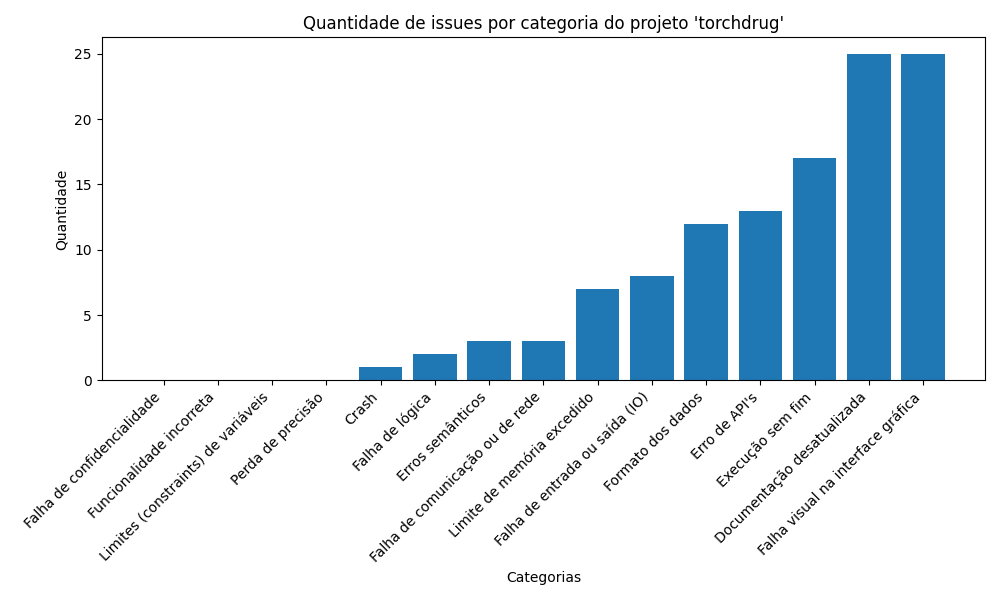 Quantidade de issues por categoria do projeto 'torchdrug'
Quantidade
25
20
15
10
5
0
Falha de confidencialidade
Funcionalidade incorreta
Limites (constraints) de variáveis
Perda de precisão
Crash
Falha de lógica
Erros semânticos
Falha de comunicação ou de rede
Limite de memória excedido
Falha de entrada ou saída (IO)
Formato dos dados
Erro de API's
Execução sem fim
Documentação desatualizada
Falha visual na interface gráfica
Categorias